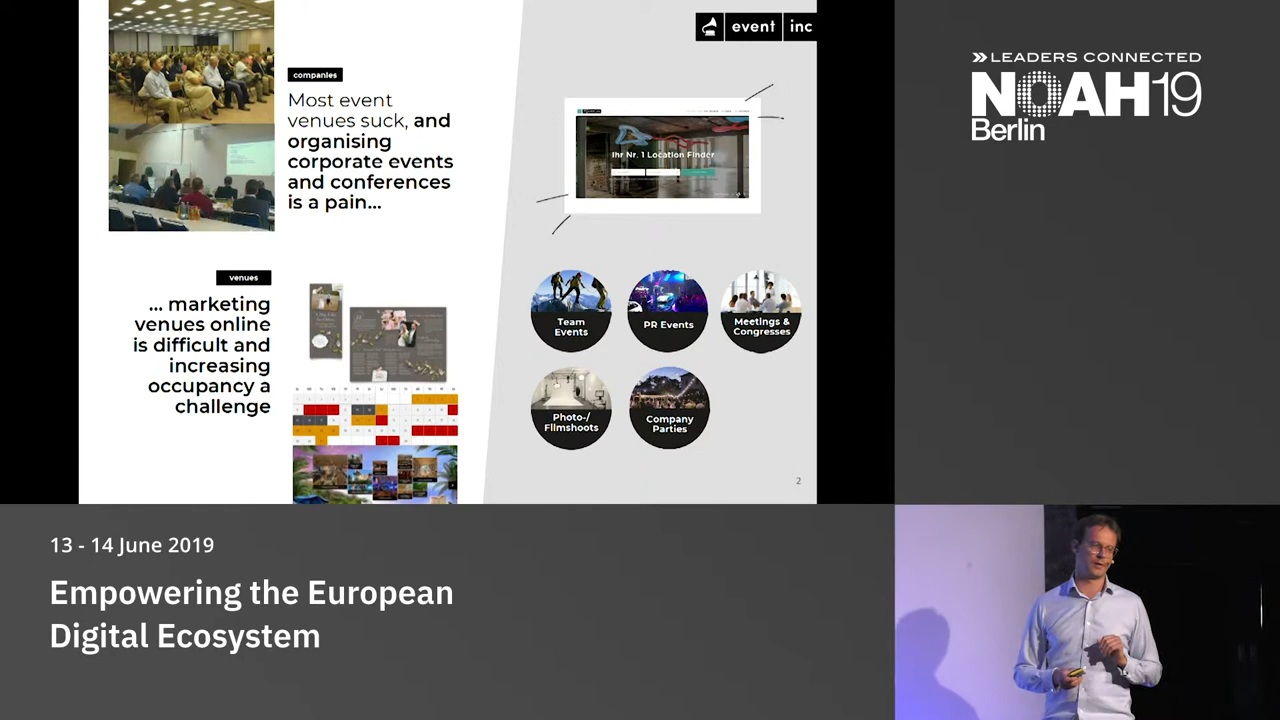 event inc
companies
Most event
venues suck, and
organising
corporate events
and conferences
is a pain...
Ihr Nr. 1 Location Finder
venues
... marketing
venues online
is difficult and
increasing
occupancy a
challenge
Team
Events
PR Events
Meetings &
Congresses
Photo-/
Filmshoots
Company
Parties
2
LEADERS CONNECTED
NOAH19
Berlin
13 - 14 June 2019
Empowering the European
Digital Ecosystem